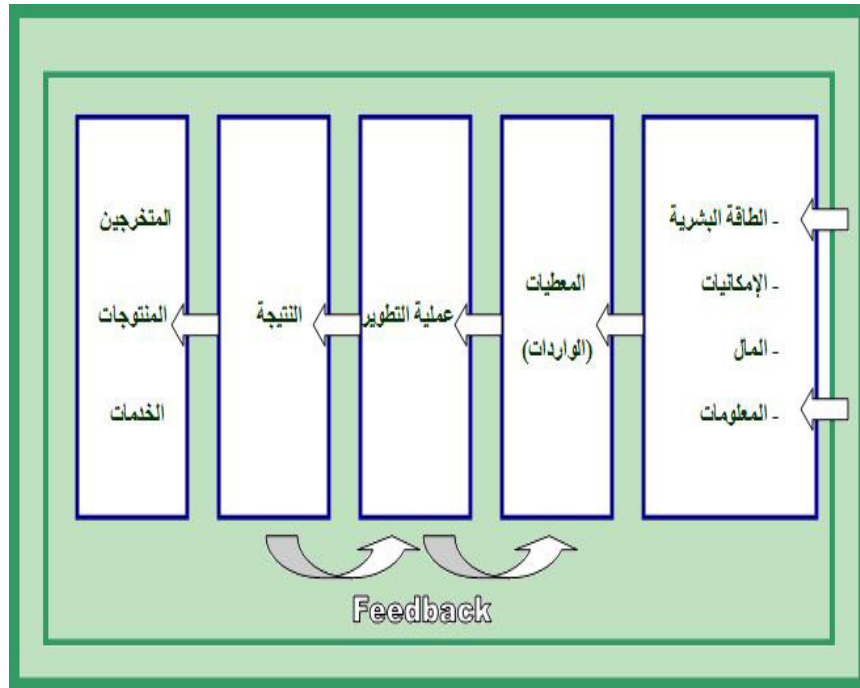 - الطاقة البشرية
- الإمكانيات
- المال
- المعلومات
المعطيات
(الواردات)
عملية التطوير
النتيجة
المتخرجين
المنتوجات
الخدمات
Feedback